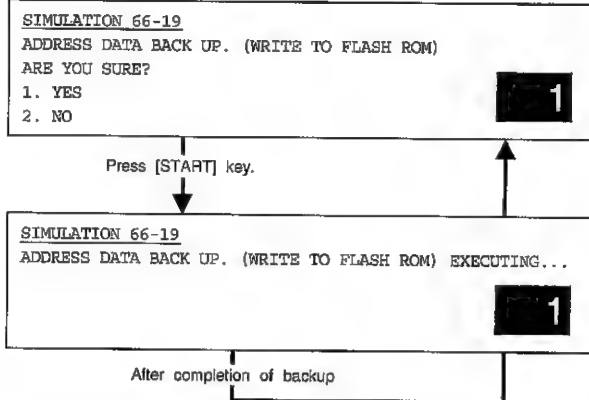 SIMULATION 66-19
ADDRESS DATA BACK UP. (WRITE TO FLASH ROM)
ARE YOU SURE?
1. YES
2. NO
1
Press [START] key.
SIMULATION 66-19
ADDRESS DATA BACK UP. (WRITE TO FLASH ROM) EXECUTING...
1
After completion of backup